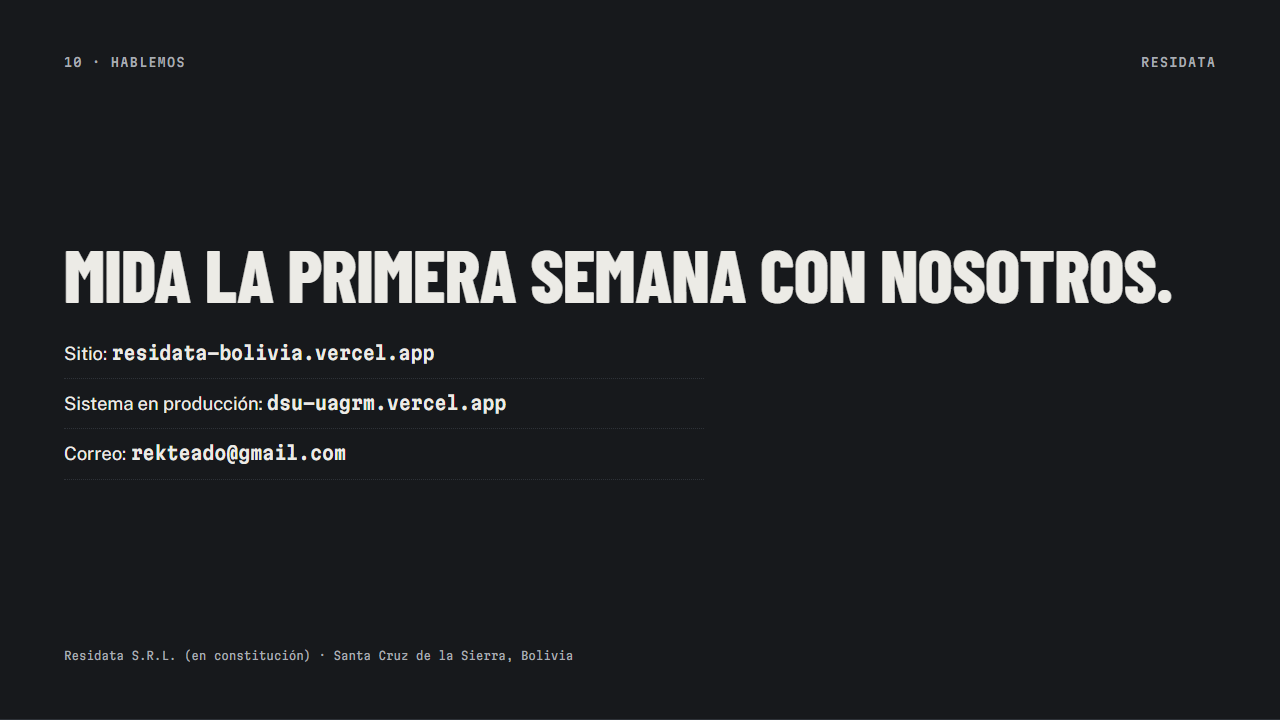 10 · HABLEMOS
RESIDATA
MIDA LA PRIMERA SEMANA CON NOSOTROS.
Sitio: residata-bolivia.vercel.app
Sistema en producción: dsu-uagrm.vercel.app
Correo: rekteado@gmail.com
Residata S.R.L. (en constitución) · Santa Cruz de la Sierra, Bolivia